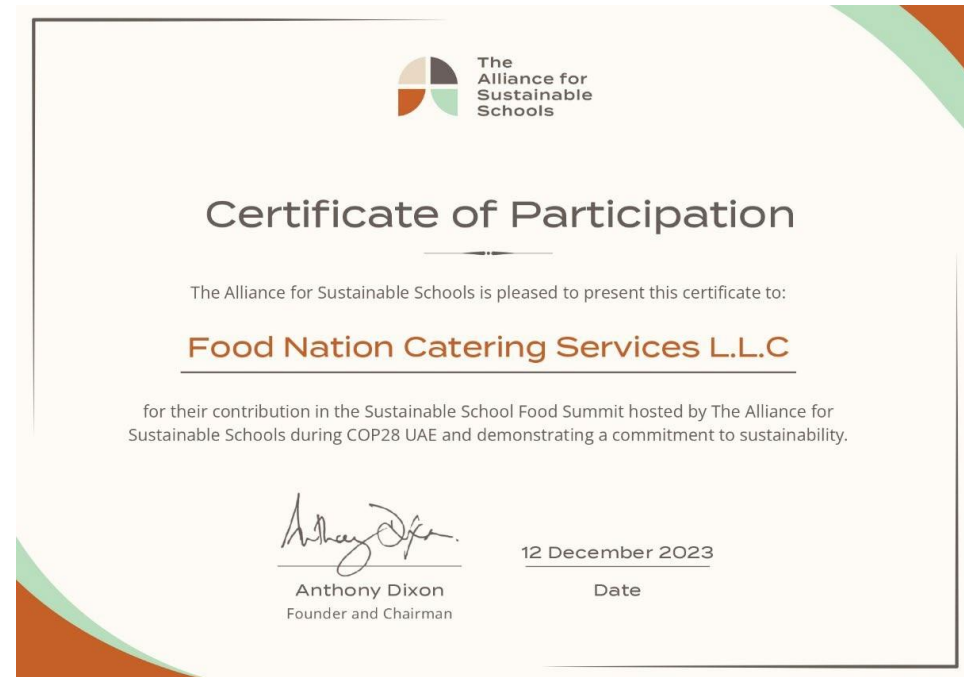 The
Alliance for
Sustainable
Schools
Certificate of Participation
The Alliance for Sustainable Schools is pleased to present this certificate to:
Food Nation Catering Services L.L.C
for their contribution in the Sustainable School Food Summit hosted by The Alliance for
Sustainable Schools during COP28 UAE and demonstrating a commitment to sustainability.
Anthony Dixon.
12 December 2023
Anthony Dixon
Date
Founder and Chairman